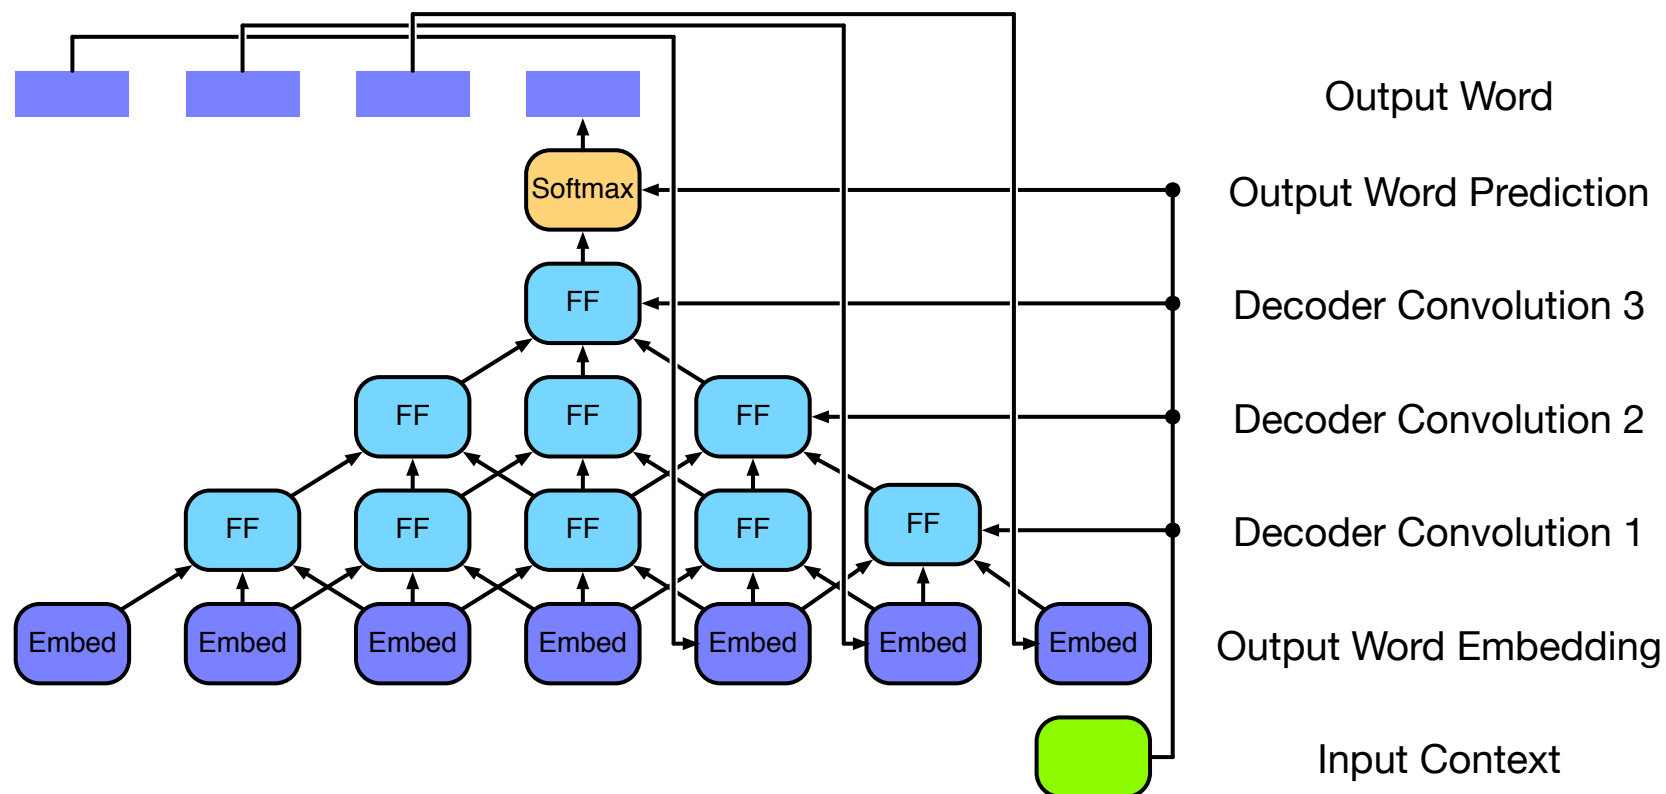 Output Word
Softmax Output Word Prediction
FF Decoder Convolution 3
FF FF FF Decoder Convolution 2
FF FF FF FF FF Decoder Convolution 1
Embed Embed Embed Embed Embed Embed Embed Output Word Embedding
Input Context